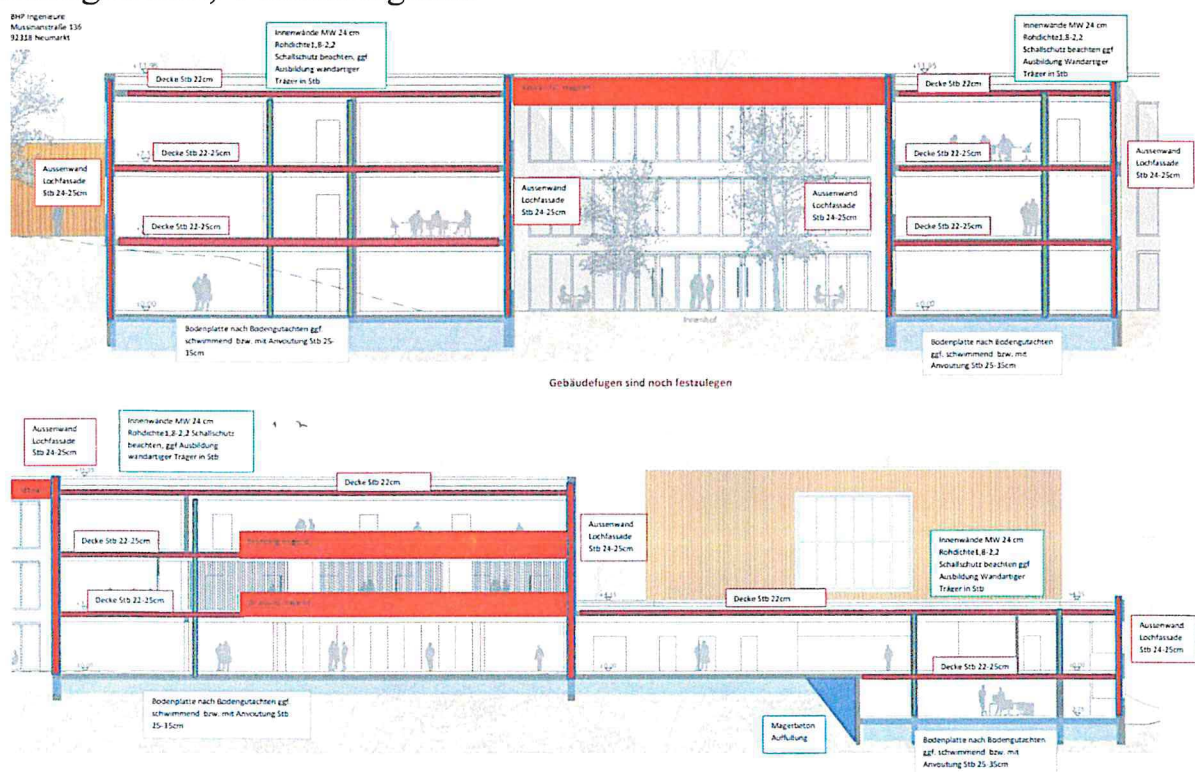 BHP Ingenieure
Mussinanstraße 136
92318 Neumarkt
Innenwände MW 24 cm
Rohdichte1,8-2,2
Schallschutz beachten, ggf
Ausbildung wandartiger
Träger in Stb
Innenwände MW 24 cm
Rohdichte1,8-2,2
Schallschutz beachten ggf
Ausbildung Wandartiger
Träger in Stb
Decke Stb 22cm
Decke Stb 22cm
Decke Stb 22-25cm
Decke Stb 22-25cm
Aussenwand
Lochfassade
Stb 24-25cm
Aussenwand
Lochfassade
Stb 24-25cm
Aussenwand
Lochfassade
Stb 24-25cm
Aussenwand
Lochfassade
Stb 24-25cm
Decke Stb 22-25cm
Decke Stb 22-25cm
±0.00
±0.00
Innenhof
Bodenplatte nach Bodengutachten ggf
schwimmend bzw. mit Anvoutung Stb 25-
35cm
Bodenplatte nach Bodengutachten
ggf. schwimmend bzw. mit
Anvoutung Stb 25-35cm
Gebäudefugen sind noch festzulegen
Aussenwand
Lochfassade
Stb 24-25cm
Innenwände MW 24 cm
Rohdichte1,8-2,2 Schallschutz
beachten, ggf Ausbildung
wandartiger Träger in Stb
Decke Stb 22cm
Decke Stb 22-25cm
Aussenwand
Lochfassade
Stb 24-25cm
Innenwände MW 24 cm
Rohdichte1,8-2,2
Schallschutz beachten ggf
Ausbildung Wandartiger
Träger in Stb
Decke Stb 22-25cm
Decke Stb 22cm
Aussenwand
Lochfassade
Stb 24-25cm
Decke Stb 22-25cm
Bodenplatte nach Bodengutachten ggf
schwimmend bzw. mit Anvoutung Stb
25-35cm
Magerbeton
Auffüllung
Bodenplatte nach Bodengutachten
ggf. schwimmend bzw. mit
Anvoutung Stb 25-35cm